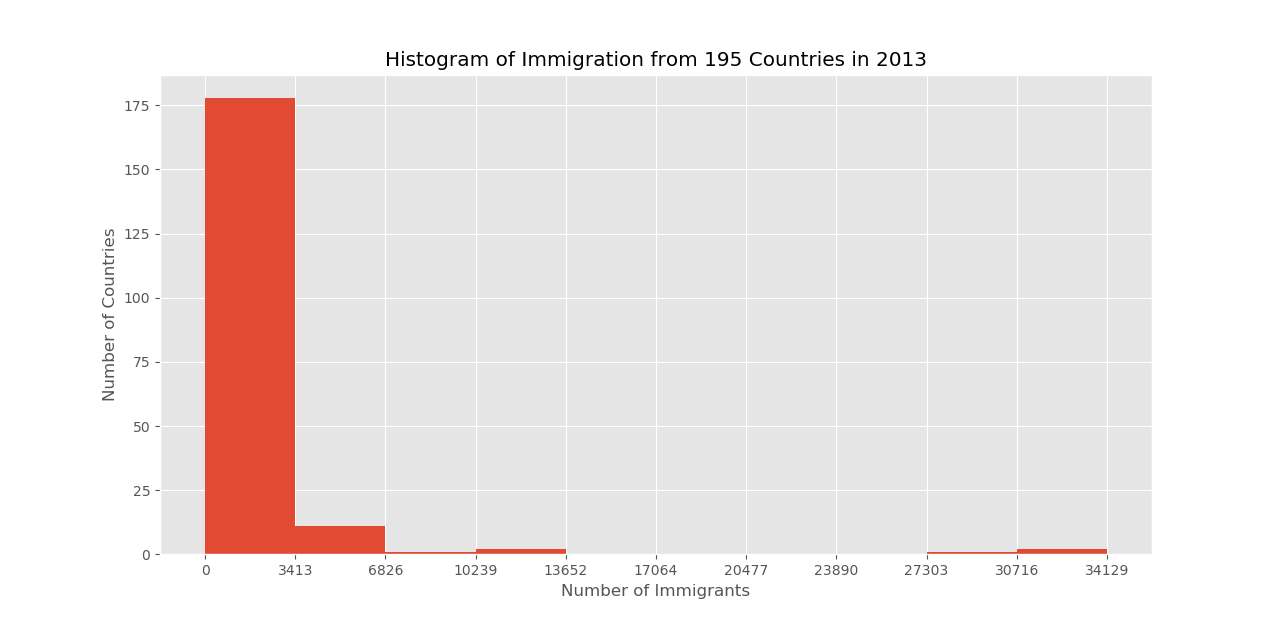 Histogram of Immigration from 195 Countries in 2013
175
150
125
100
75
50
25
0
Number of Countries
0 3413 6826 10239 13652 17064 20477 23890 27303 30716 34129
Number of Immigrants